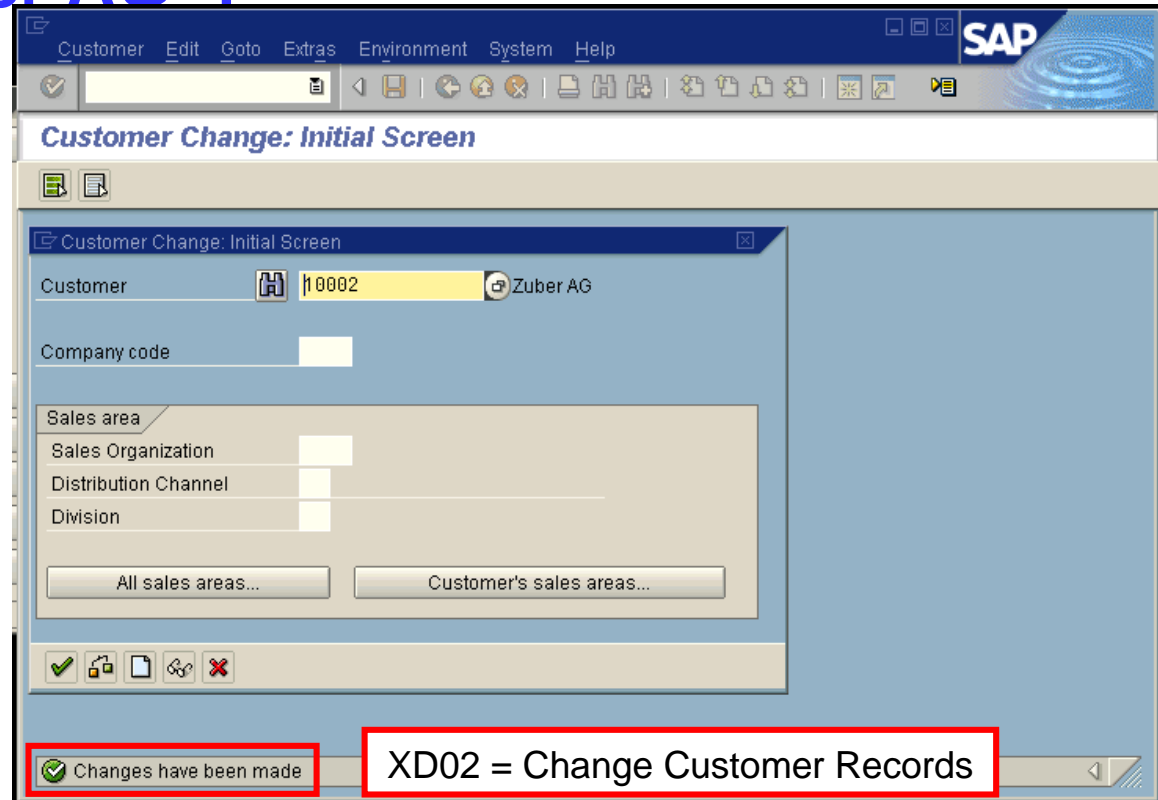 Customer Edit Goto Extras Environment System Help
SAP
Customer Change: Initial Screen
Customer Change: Initial Screen
Customer 10002 Zuber AG
Company code
Sales area
Sales Organization
Distribution Channel
Division
All sales areas... Customer's sales areas...
Changes have been made
XD02 = Change Customer Records